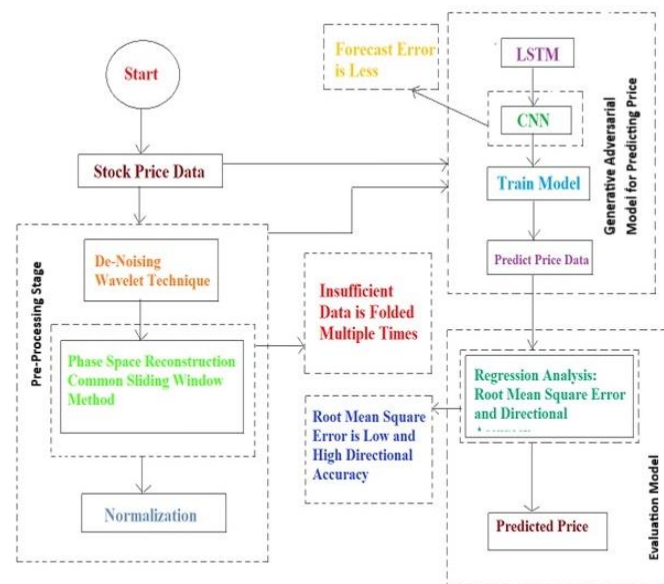 Start
Stock Price Data
Pre-Processing Stage
De-Noising
Wavelet Technique
Phase Space Reconstruction
Common Sliding Window
Method
Normalization
Forecast Error
is Less
Insufficient
Data is Folded
Multiple Times
Root Mean Square
Error is Low and
High Directional
Accuracy
LSTM
CNN
Train Model
Predict Price Data
Generative Adversarial
Model for Predicting Price
Regression Analysis:
Root Mean Square Error
and Directional
Predicted Price
Evaluation Model